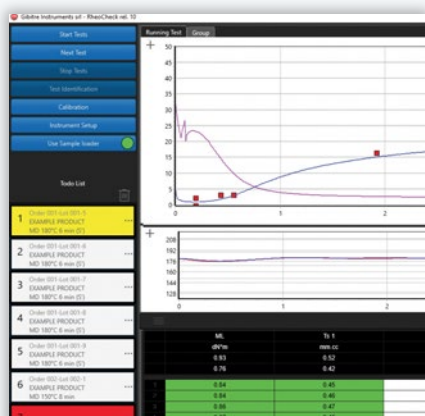 Gibitre Instruments srl - RheoCheck rel. 10
Start Tests
Next Test
Stop Tests
Test Identification
Calibration
Instrument Setup
Use Sample loader
Todo List
1
Order 001-Lot 001-5
EXAMPLE PRODUCT
MD 180°C 6 min (S')
2
Order 001-Lot 001-6
EXAMPLE PRODUCT
MD 180°C 6 min (S')
3
Order 001-Lot 001-7
EXAMPLE PRODUCT
MD 180°C 6 min (S')
4
Order 001-Lot 001-8
EXAMPLE PRODUCT
MD 180°C 6 min (S')
5
Order 001-Lot 001-9
EXAMPLE PRODUCT
MD 180°C 6 min (S')
6
Order 002-Lot 002-1
EXAMPLE PRODUCT
MD 150°C 8 min
Running Test Group
50
45
40
35
30
25
20
15
10
5
0
0 1 2
208
192
176
160
144
128
0 1 2
ML Ts 1
dN*m mm.cc
0.93 0.52
0.76 0.42
0.84 0.45
0.84 0.46
0.86 0.47